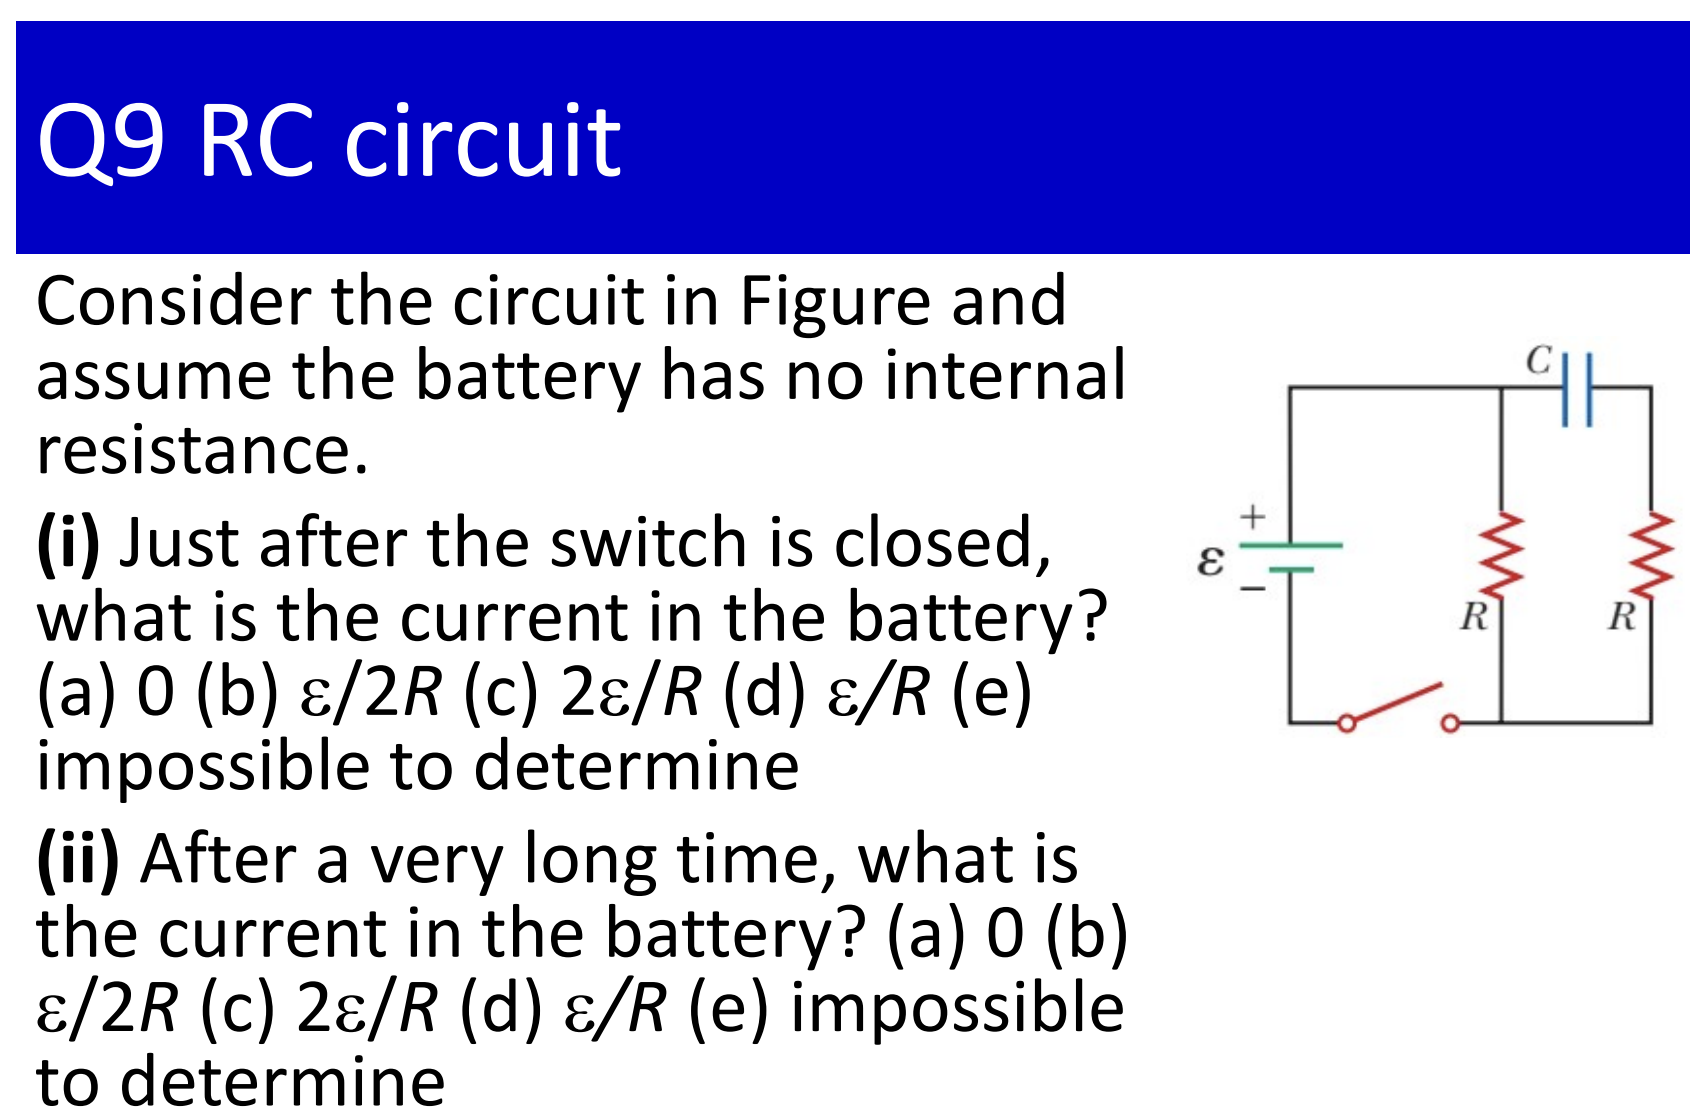 Q9 RC circuit
Consider the circuit in Figure and
assume the battery has no internal
resistance.
(i) Just after the switch is closed,
what is the current in the battery?
(a) 0 (b) ε/2R (c) 2ε/R (d) ε/R (e)
impossible to determine
(ii) After a very long time, what is
the current in the battery? (a) 0 (b)
ε/2R (c) 2ε/R (d) ε/R (e) impossible
to determine
C
+
ε
−
R
R